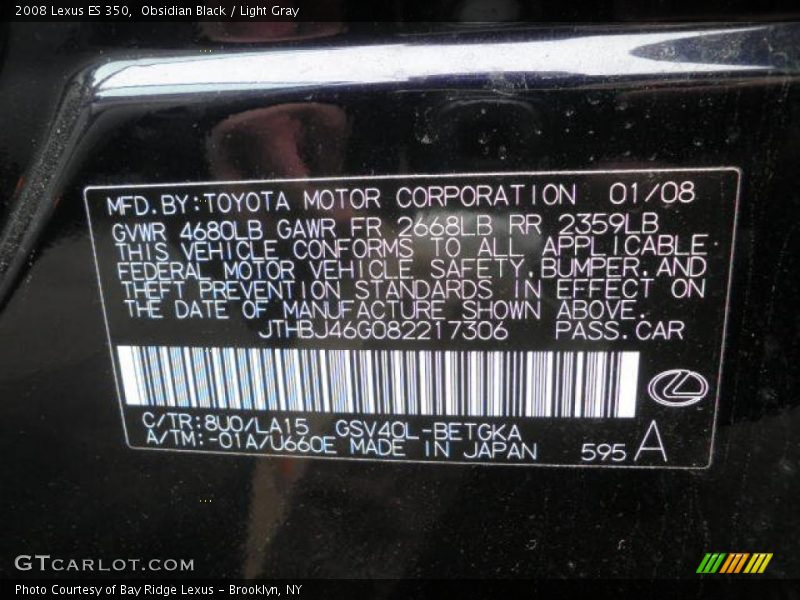 2008 Lexus ES 350,  Obsidian Black / Light Gray
MFD.BY:TOYOTA MOTOR CORPORATION 01/08
GVWR 4680LB GAWR FR 2668LB RR 2359LB
THIS VEHICLE CONFORMS TO ALL APPLICABLE
FEDERAL MOTOR VEHICLE SAFETY,BUMPER,AND
THEFT PREVENTION STANDARDS IN EFFECT ON
THE DATE OF MANUFACTURE SHOWN ABOVE.
JTHBJ46G082217306 PASS.CAR
C/TR:8U0/LA15 GSV40L-BETGKA
A/TM:-01A/U660E MADE IN JAPAN 595 A
GTCARLOT.COM
Photo Courtesy of Bay Ridge Lexus - Brooklyn, NY